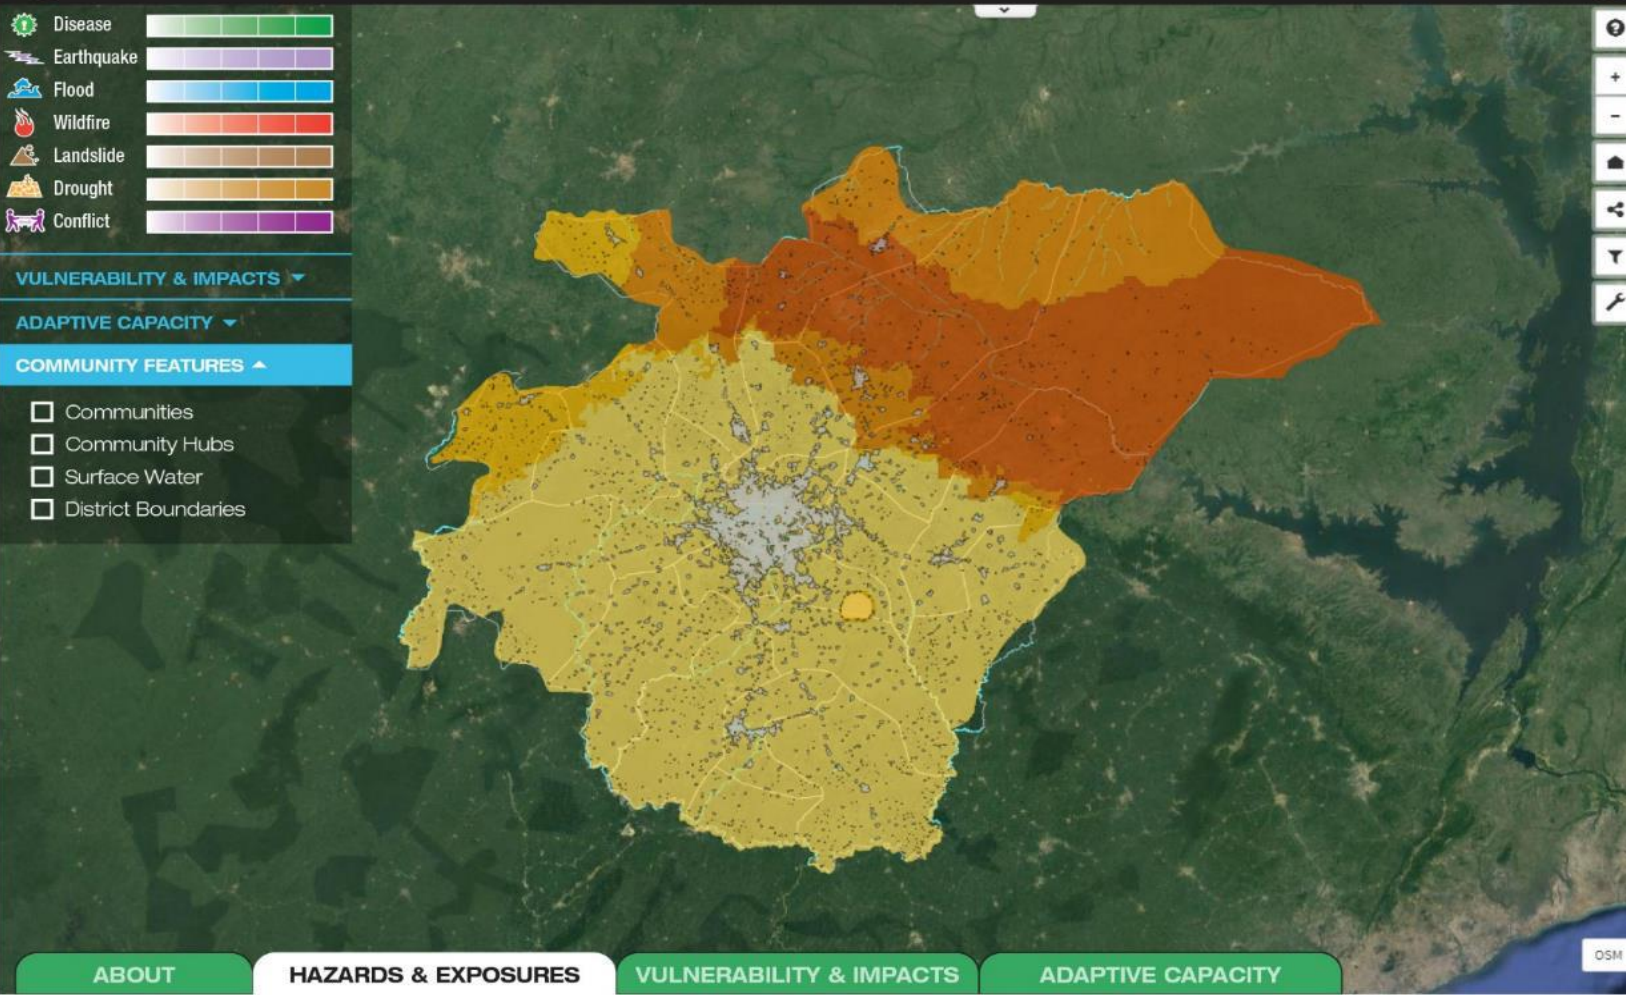 Disease
Earthquake
Flood
Wildfire
Landslide
Drought
Conflict
VULNERABILITY & IMPACTS
ADAPTIVE CAPACITY
COMMUNITY FEATURES
Communities
Community Hubs
Surface Water
District Boundaries
OSM
ABOUT
HAZARDS & EXPOSURES
VULNERABILITY & IMPACTS
ADAPTIVE CAPACITY